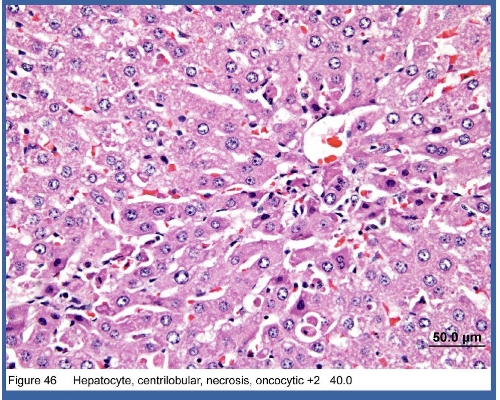 50.0 µm
Figure 46 Hepatocyte, centrilobular, necrosis, oncocytic +2 40.0